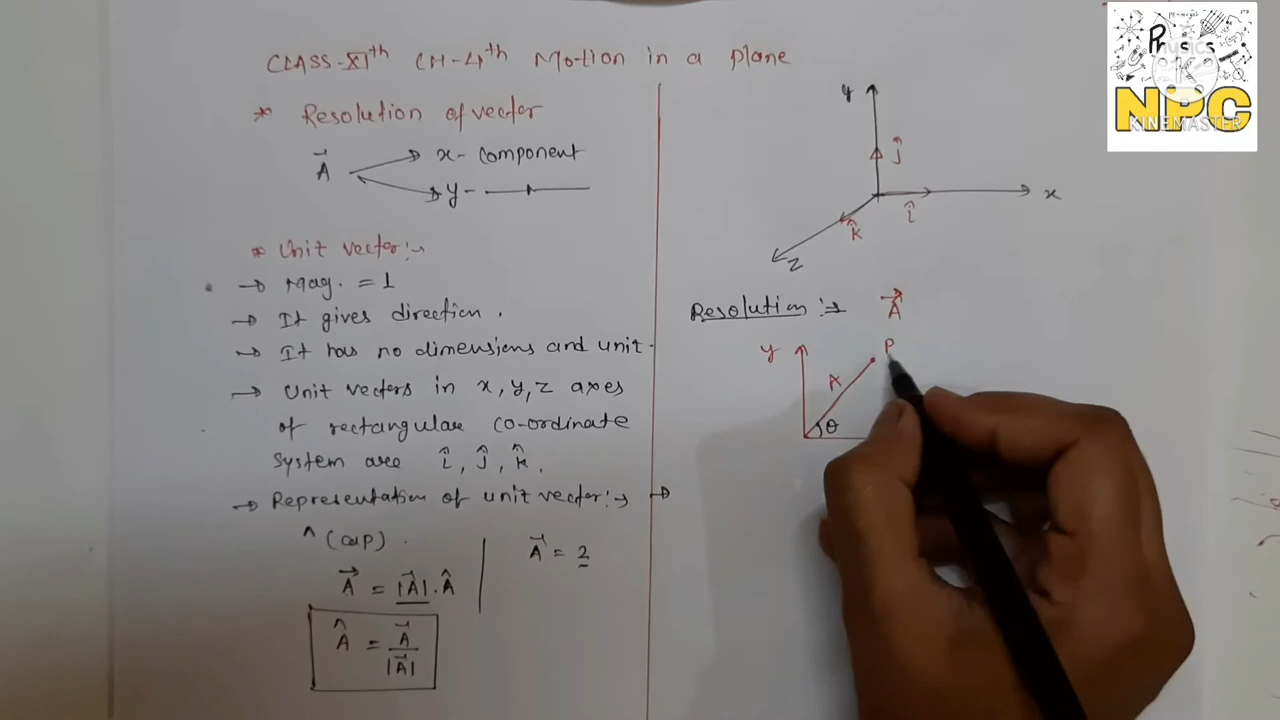 CLASS-XIth CH-4th Motion in a plane
* Resolution of vector
A⃗ → x- component
→ y- —〃—
* Unit vector:-
→ Mag. = 1
→ It gives direction.
→ It has no dimensions and unit.
→ Unit vectors in x, y, z axes
of rectangular co-ordinate
system are î, ĵ, k̂.
→ Representation of unit vector:→
^ (cap).
A⃗ = |A⃗|.Â
 = A⃗/|A⃗|
A⃗ = 2
y
ĵ
x
î
k̂
z
Resolution :→ A⃗
y
P
A
θ
Physics
K
NPC
KINEMASTER